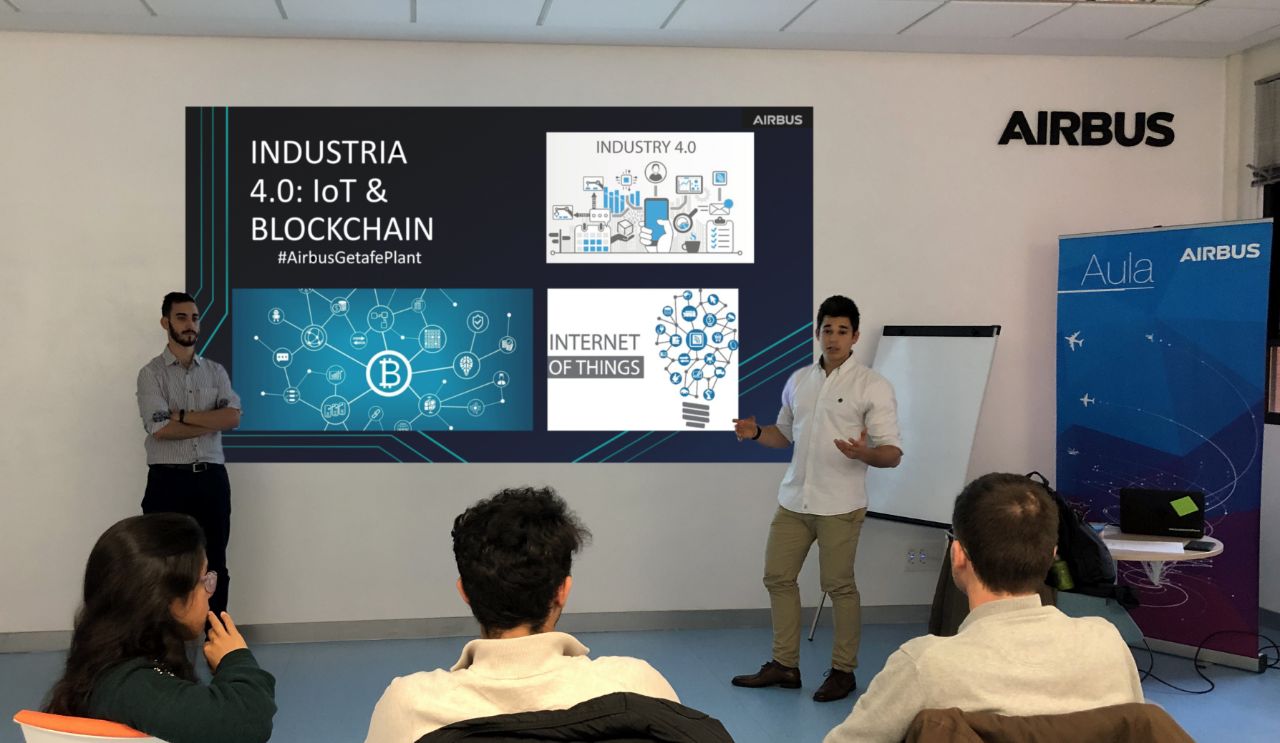 AIRBUS
INDUSTRIA
4.0: IoT &
BLOCKCHAIN
#AirbusGetafePlant
INDUSTRY 4.0
INTERNET
OF THINGS
AIRBUS
Aula
AIRBUS